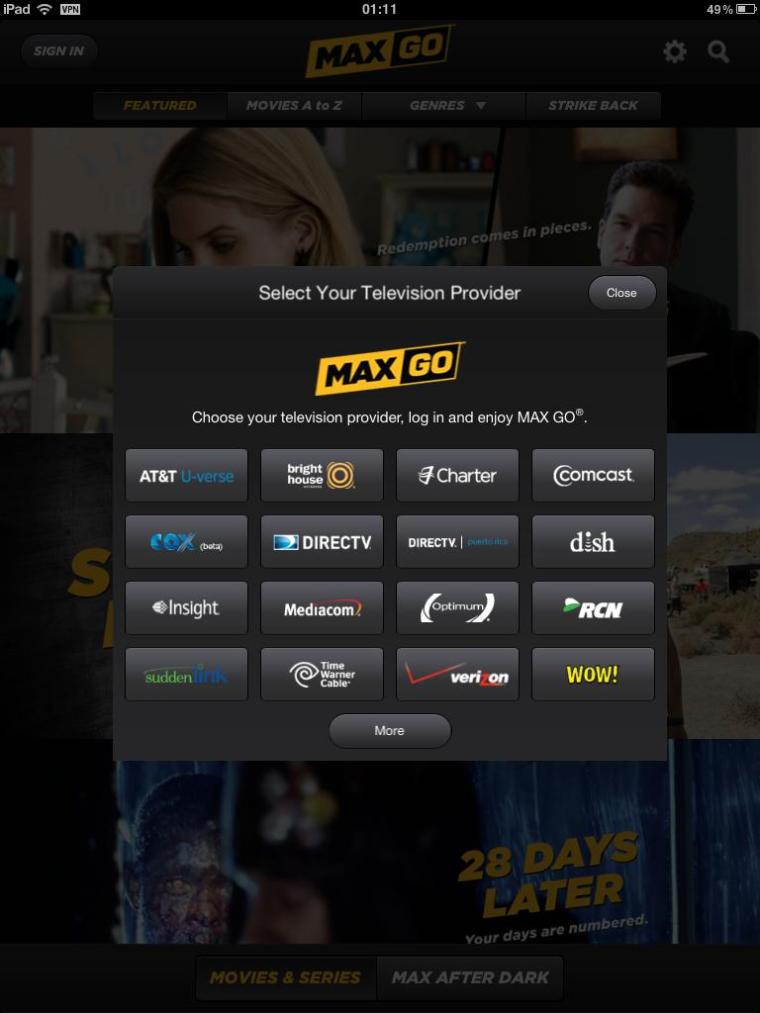 iPad VPN 01:11 49%
SIGN IN
MAX GO
FEATURED MOVIES A to Z GENRES ▼ STRIKE BACK
Redemption comes in pieces.
Select Your Television Provider Close
MAX GO
Choose your television provider, log in and enjoy MAX GO®.
AT&T U-verse bright house Charter comcast.
COX (beta) DIRECTV DIRECTV. | puerto rico dish
Insight Mediacom Optimum RCN
suddenlink Time Warner Cable verizon WOW!
More
28 DAYS
LATER
Your days are numbered.
MOVIES & SERIES MAX AFTER DARK